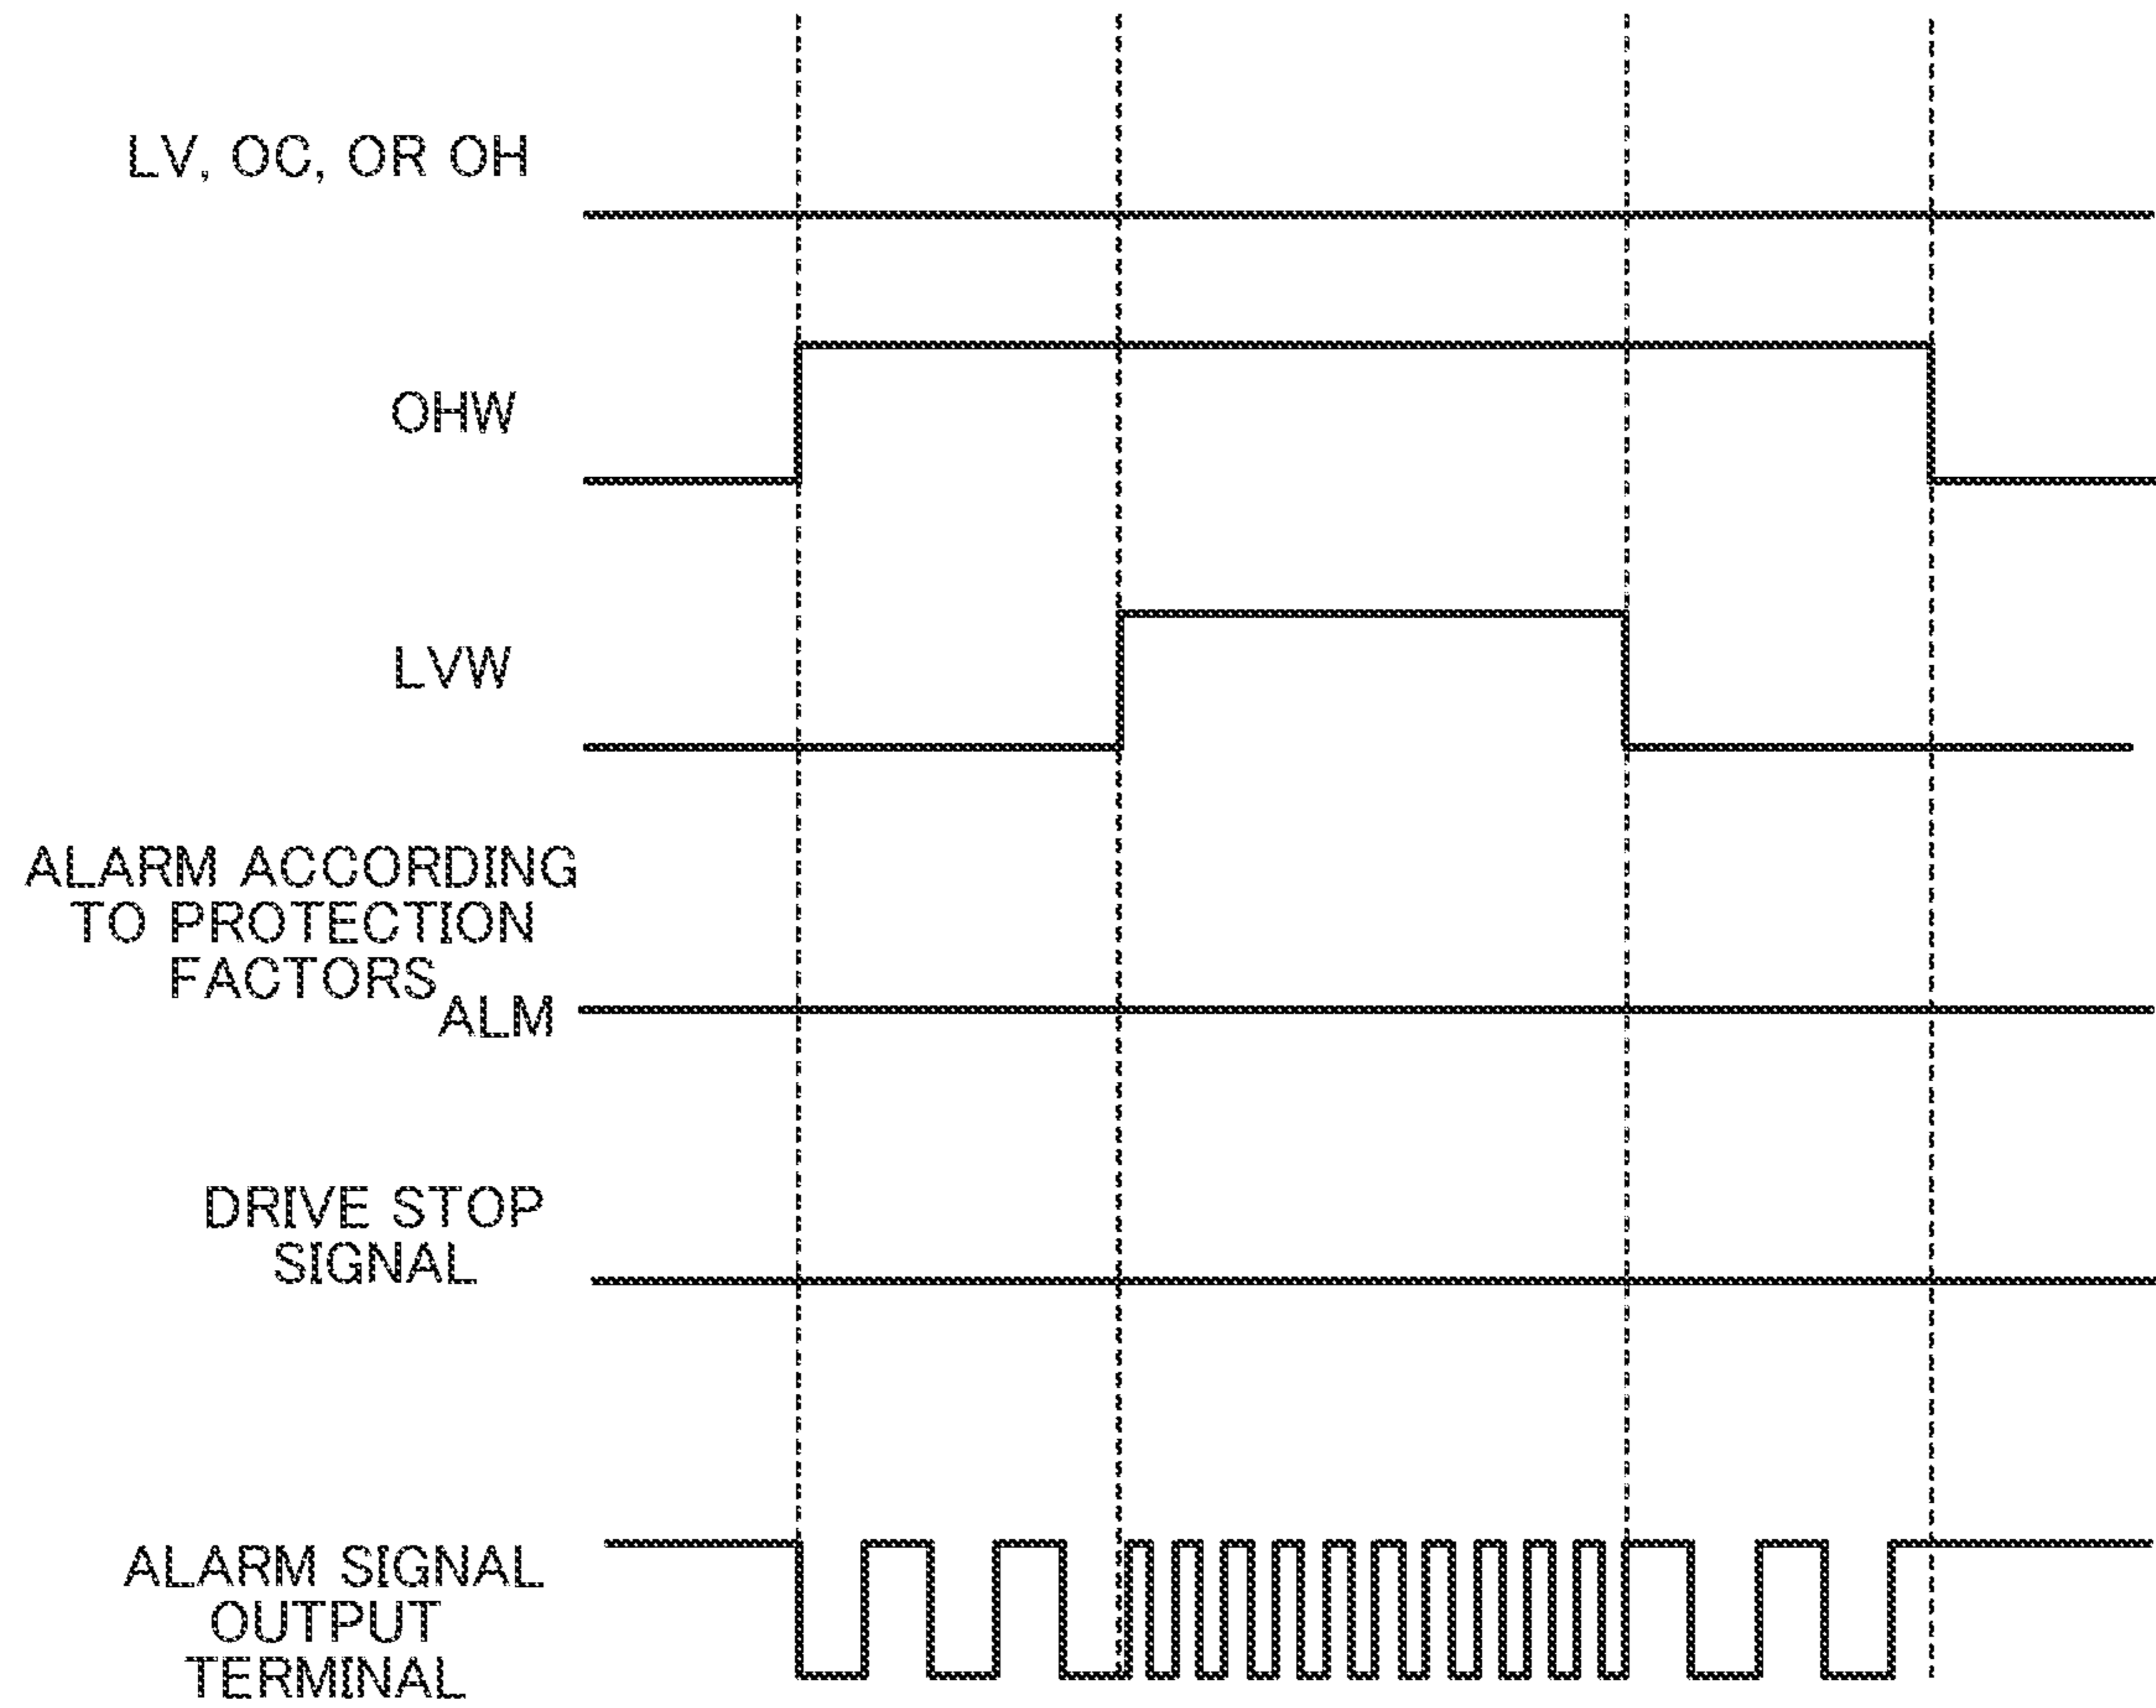 LV, OC, OR OH
OHW
LVW
ALARM ACCORDING
TO PROTECTION
FACTORS
ALM
DRIVE STOP
SIGNAL
ALARM SIGNAL
OUTPUT
TERMINAL